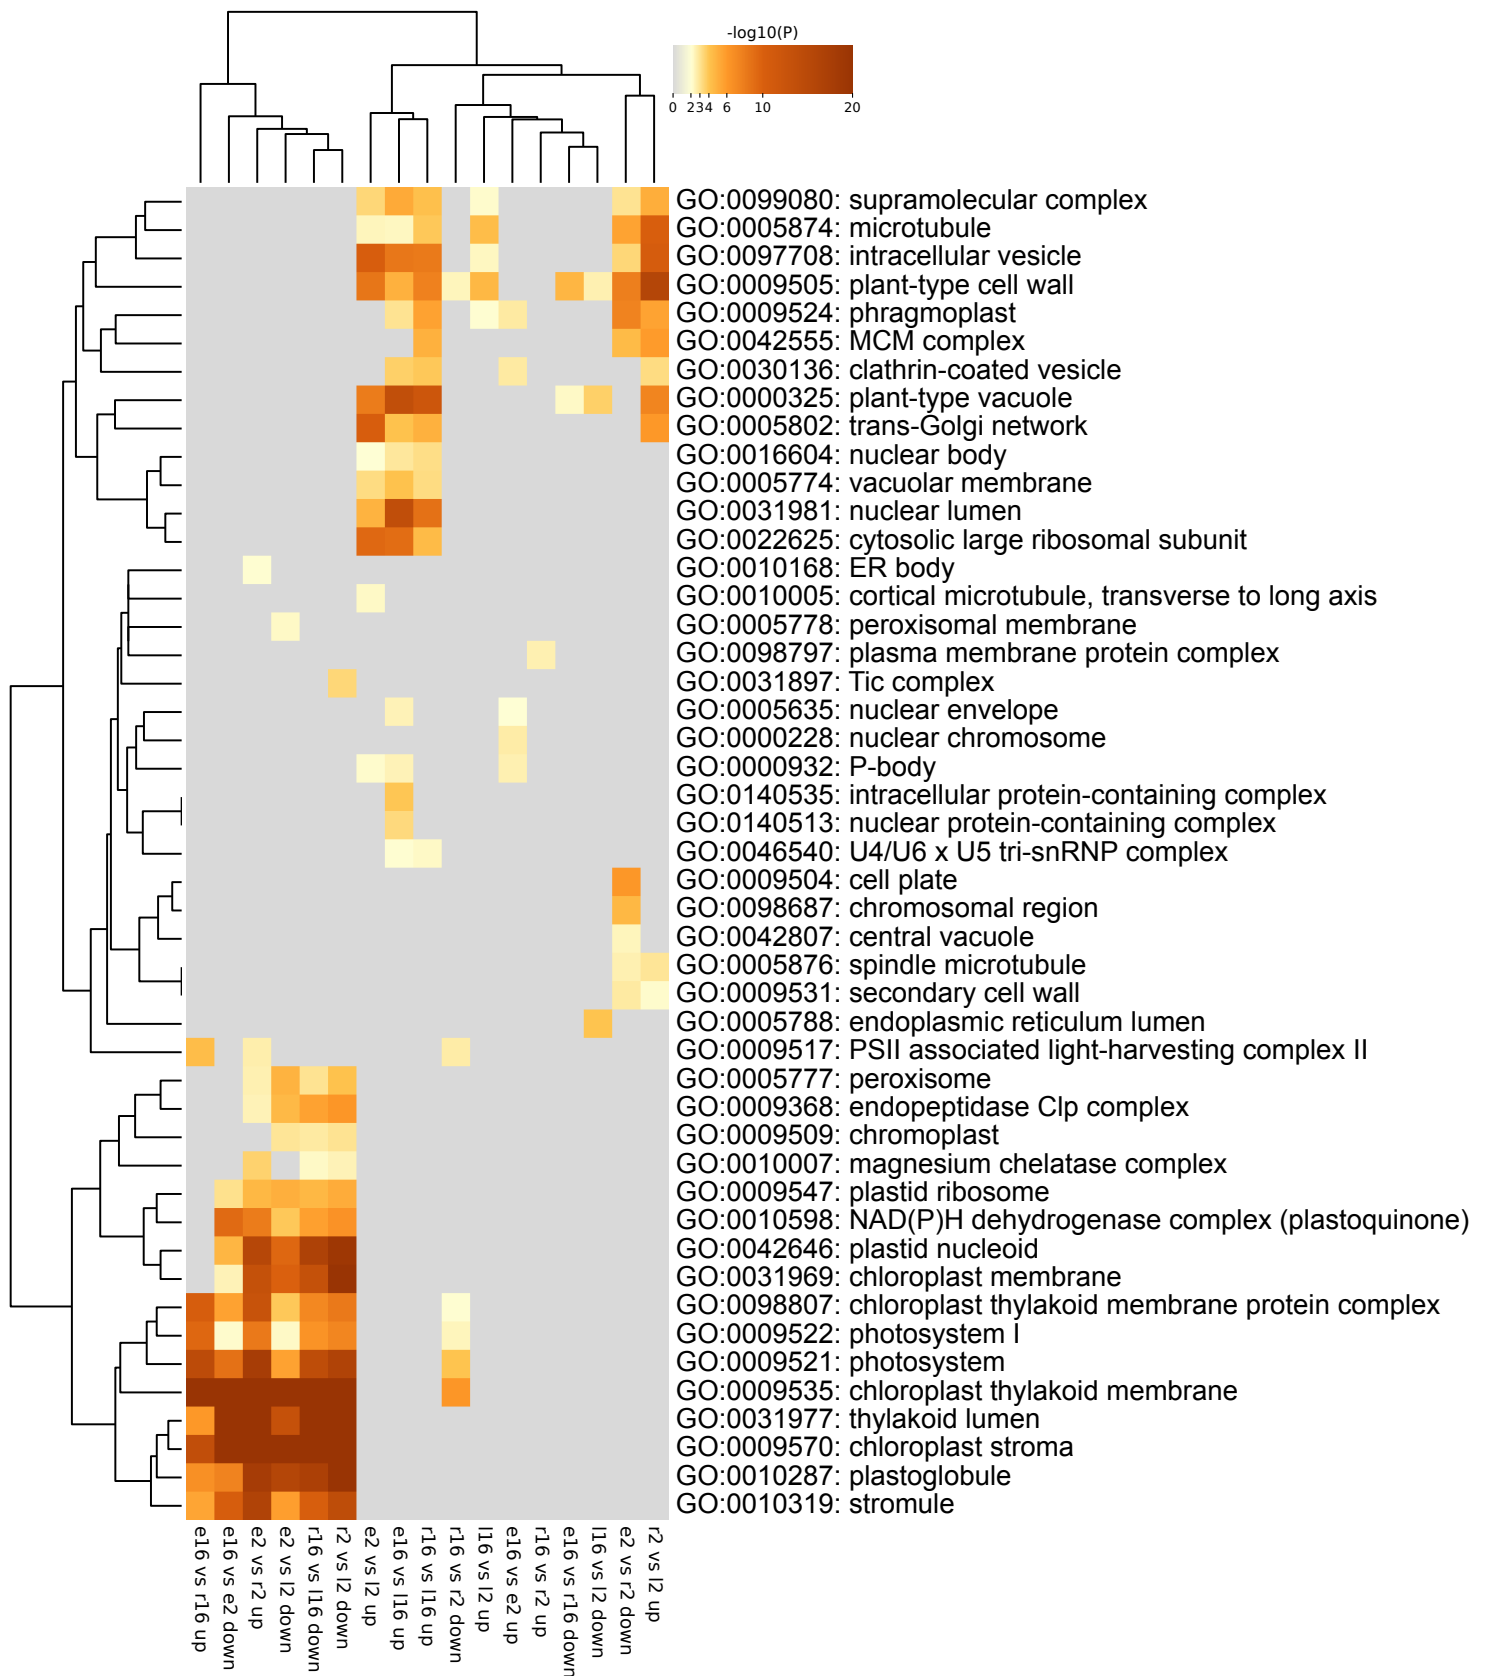 -log10(P)
0 2 3 4 6 10 20
GO:0099080: supramolecular complex
GO:0005874: microtubule
GO:0097708: intracellular vesicle
GO:0009505: plant-type cell wall
GO:0009524: phragmoplast
GO:0042555: MCM complex
GO:0030136: clathrin-coated vesicle
GO:0000325: plant-type vacuole
GO:0005802: trans-Golgi network
GO:0016604: nuclear body
GO:0005774: vacuolar membrane
GO:0031981: nuclear lumen
GO:0022625: cytosolic large ribosomal subunit
GO:0010168: ER body
GO:0010005: cortical microtubule, transverse to long axis
GO:0005778: peroxisomal membrane
GO:0098797: plasma membrane protein complex
GO:0031897: Tic complex
GO:0005635: nuclear envelope
GO:0000228: nuclear chromosome
GO:0000932: P-body
GO:0140535: intracellular protein-containing complex
GO:0140513: nuclear protein-containing complex
GO:0046540: U4/U6 x U5 tri-snRNP complex
GO:0009504: cell plate
GO:0098687: chromosomal region
GO:0042807: central vacuole
GO:0005876: spindle microtubule
GO:0009531: secondary cell wall
GO:0005788: endoplasmic reticulum lumen
GO:0009517: PSII associated light-harvesting complex II
GO:0005777: peroxisome
GO:0009368: endopeptidase Clp complex
GO:0009509: chromoplast
GO:0010007: magnesium chelatase complex
GO:0009547: plastid ribosome
GO:0010598: NAD(P)H dehydrogenase complex (plastoquinone)
GO:0042646: plastid nucleoid
GO:0031969: chloroplast membrane
GO:0098807: chloroplast thylakoid membrane protein complex
GO:0009522: photosystem I
GO:0009521: photosystem
GO:0009535: chloroplast thylakoid membrane
GO:0031977: thylakoid lumen
GO:0009570: chloroplast stroma
GO:0010287: plastoglobule
GO:0010319: stromule
e16 vs r16 up
e16 vs e2 down
e2 vs r2 up
e2 vs l2 down
r16 vs l16 down
r2 vs l2 down
e2 vs l2 up
e16 vs l16 up
r16 vs l16 up
r16 vs r2 down
l16 vs l2 up
e16 vs e2 up
r16 vs r2 up
e16 vs r16 down
l16 vs l2 down
e2 vs r2 down
r2 vs l2 up